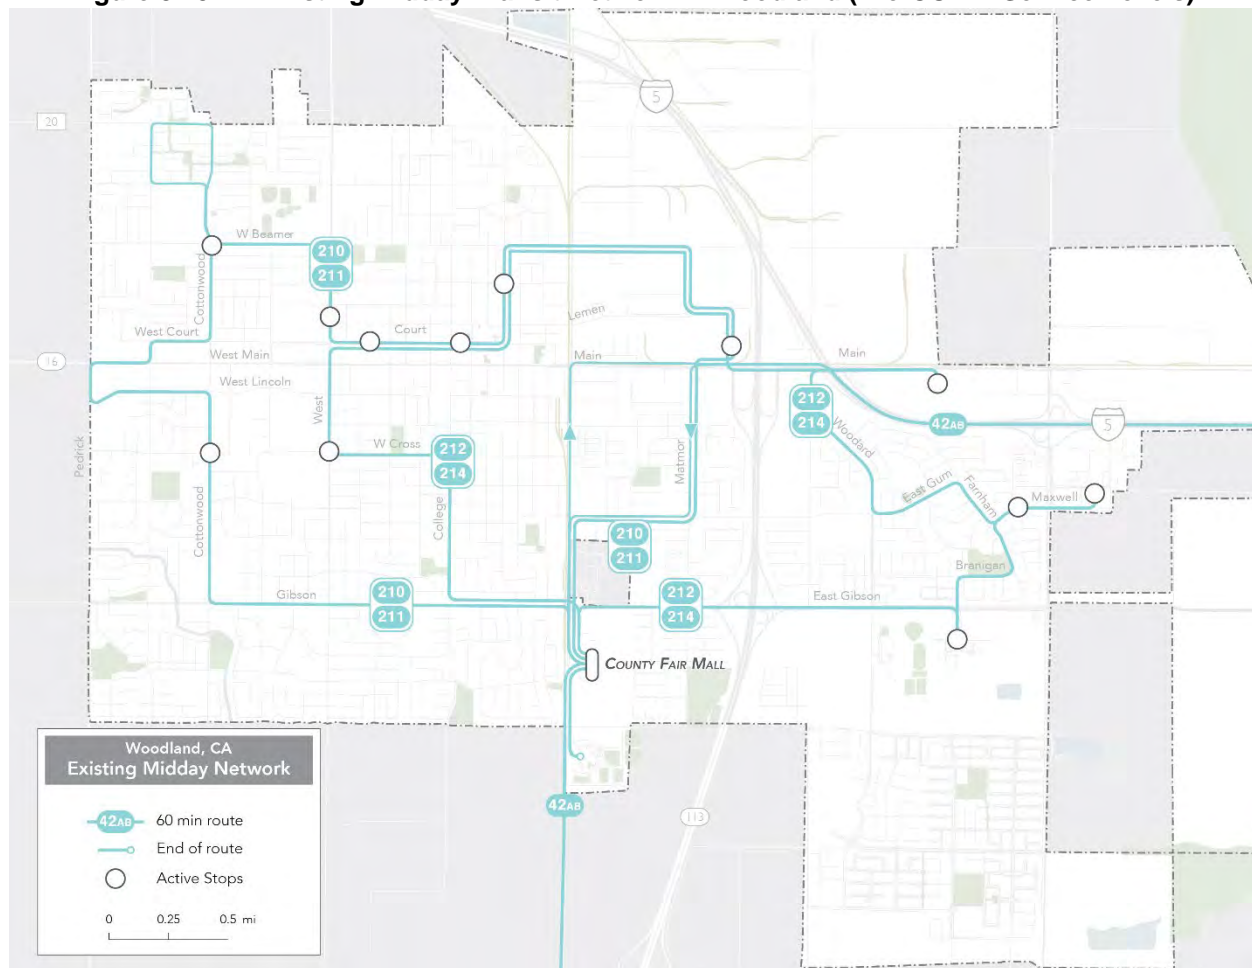 5
20
W Beamer
210
211
Cottonwood
Lemen
West Court
Court
West Main
Main
Main
16
West Lincoln
212
214
42AB
5
West
W Cross
212
214
Woodard
Pedrick
Matmor
East Gum
Farnham
Maxwell
College
Cottonwood
210
211
Branigan
Gibson
210
211
212
214
East Gibson
COUNTY FAIR MALL
Woodland, CA
Existing Midday Network
42AB
113
42AB 60 min route
End of route
Active Stops
0 0.25 0.5 mi